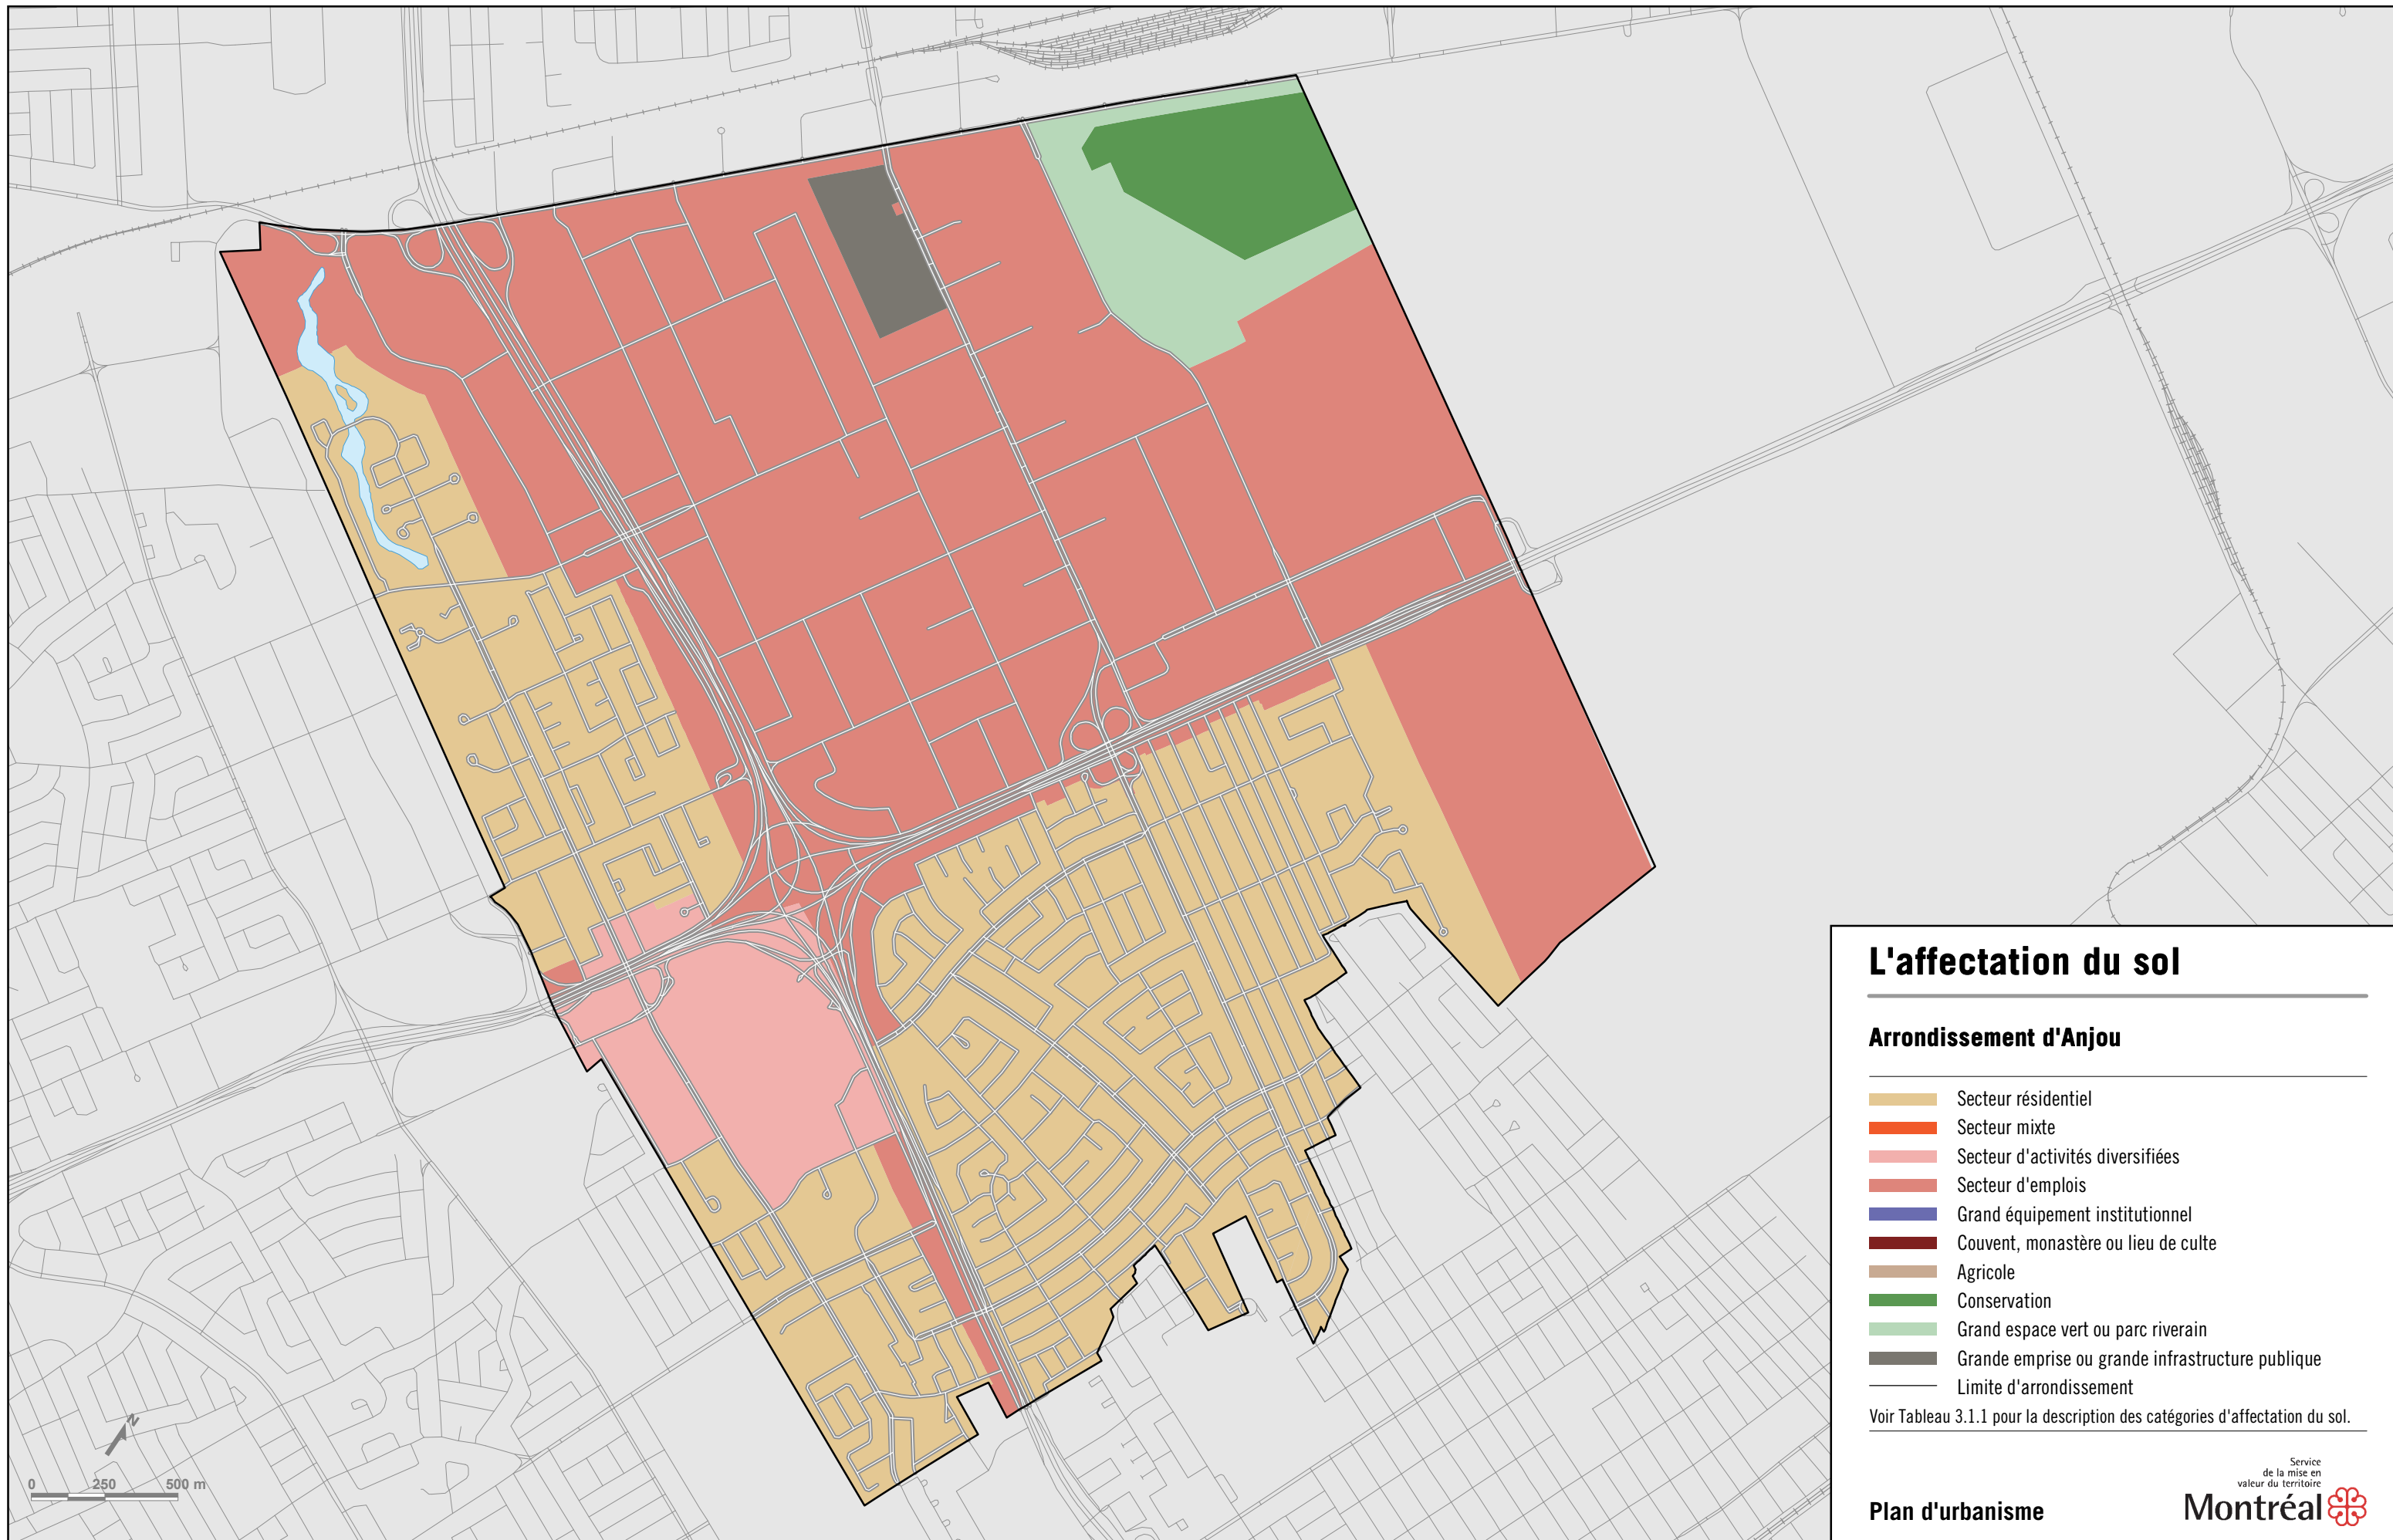 L'affectation du sol
Arrondissement d'Anjou
Secteur résidentiel
Secteur mixte
Secteur d'activités diversifiées
Secteur d'emplois
Grand équipement institutionnel
Couvent, monastère ou lieu de culte
Agricole
Conservation
Grand espace vert ou parc riverain
Grande emprise ou grande infrastructure publique
Limite d'arrondissement
Voir Tableau 3.1.1 pour la description des catégories d'affectation du sol.
N
0 250 500 m
Service
de la mise en
valeur du territoire
Plan d'urbanisme
Montréal